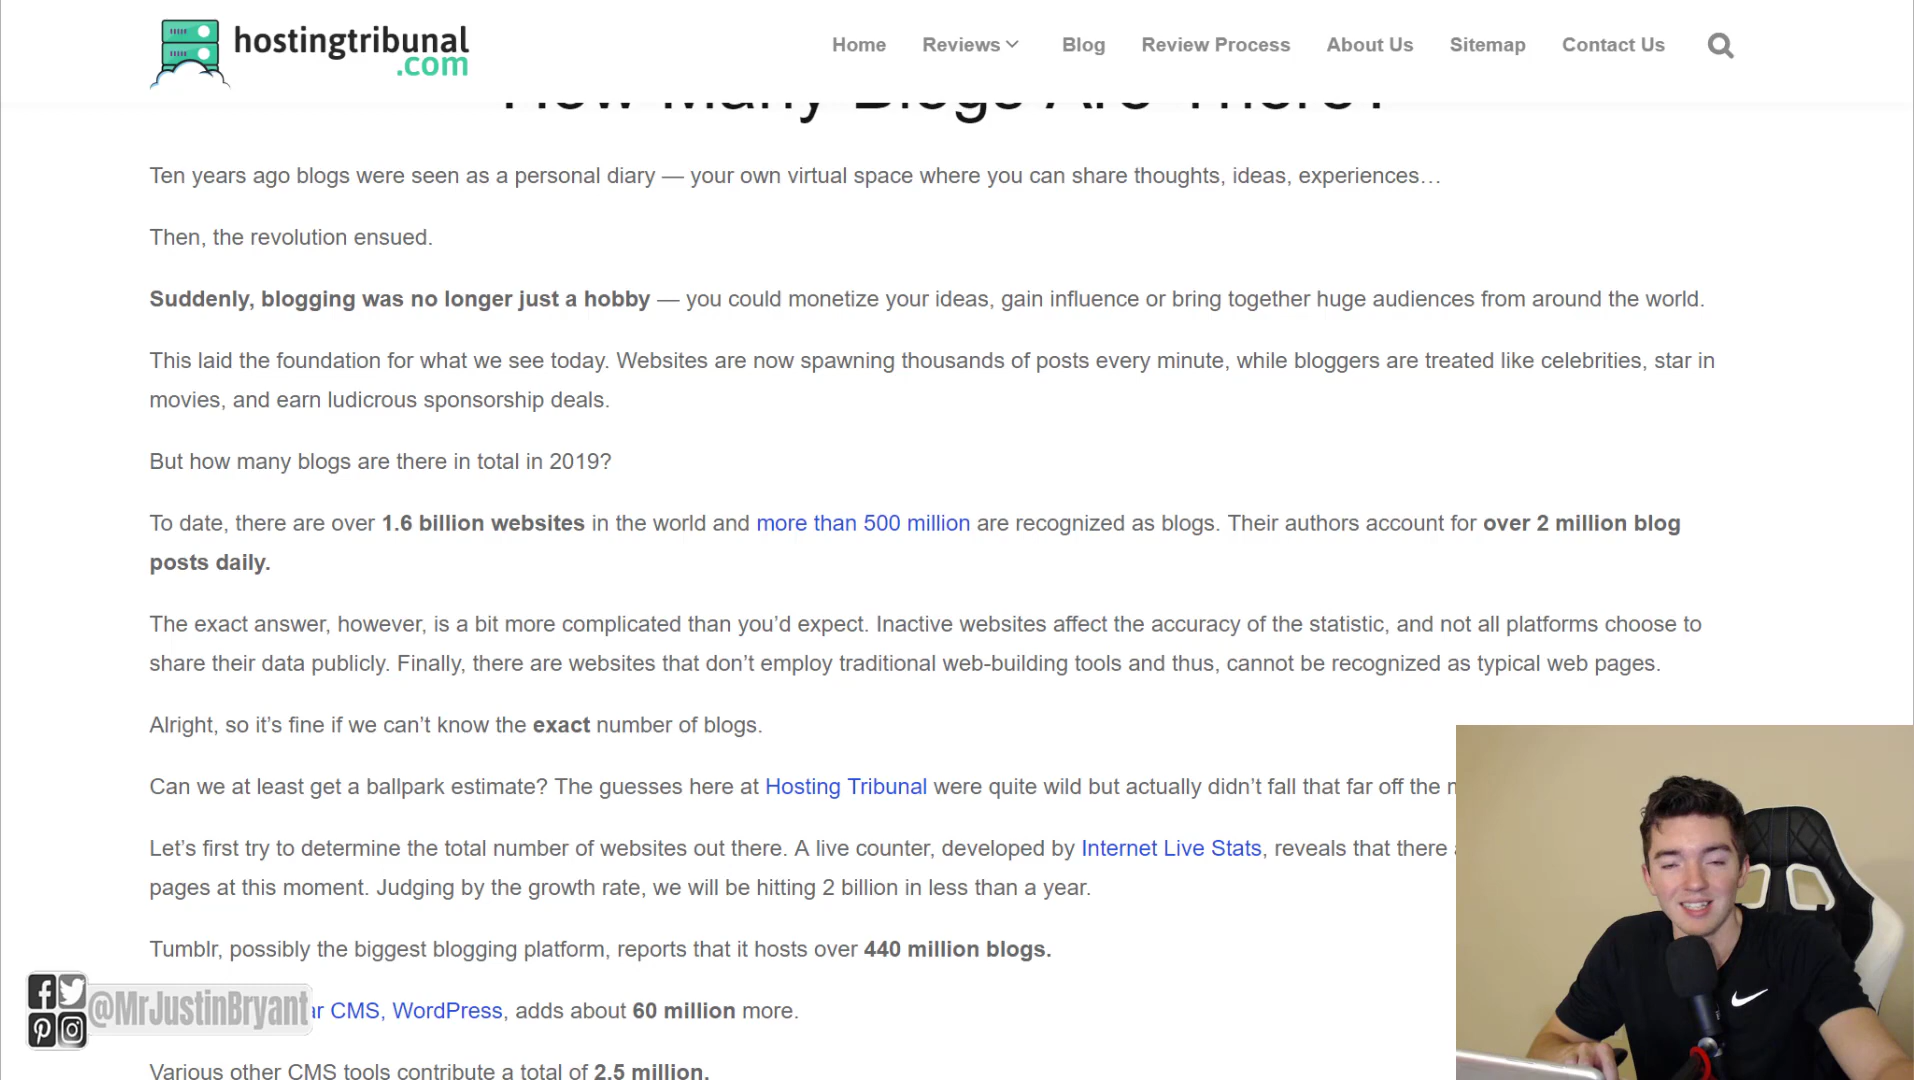 hostingtribunal
.com
Home Reviews Blog Review Process About Us Sitemap Contact Us
How Many Blogs Are There?
Ten years ago blogs were seen as a personal diary — your own virtual space where you can share thoughts, ideas, experiences…
Then, the revolution ensued.
Suddenly, blogging was no longer just a hobby — you could monetize your ideas, gain influence or bring together huge audiences from around the world.
This laid the foundation for what we see today. Websites are now spawning thousands of posts every minute, while bloggers are treated like celebrities, star in
movies, and earn ludicrous sponsorship deals.
But how many blogs are there in total in 2019?
To date, there are over 1.6 billion websites in the world and more than 500 million are recognized as blogs. Their authors account for over 2 million blog
posts daily.
The exact answer, however, is a bit more complicated than you’d expect. Inactive websites affect the accuracy of the statistic, and not all platforms choose to
share their data publicly. Finally, there are websites that don’t employ traditional web-building tools and thus, cannot be recognized as typical web pages.
Alright, so it’s fine if we can’t know the exact number of blogs.
Can we at least get a ballpark estimate? The guesses here at Hosting Tribunal were quite wild but actually didn’t fall that far off the
Let’s first try to determine the total number of websites out there. A live counter, developed by Internet Live Stats, reveals that there
pages at this moment. Judging by the growth rate, we will be hitting 2 billion in less than a year.
Tumblr, possibly the biggest blogging platform, reports that it hosts over 440 million blogs.
@MrJustinBryant CMS, WordPress, adds about 60 million more.
Various other CMS tools contribute a total of 2.5 million.